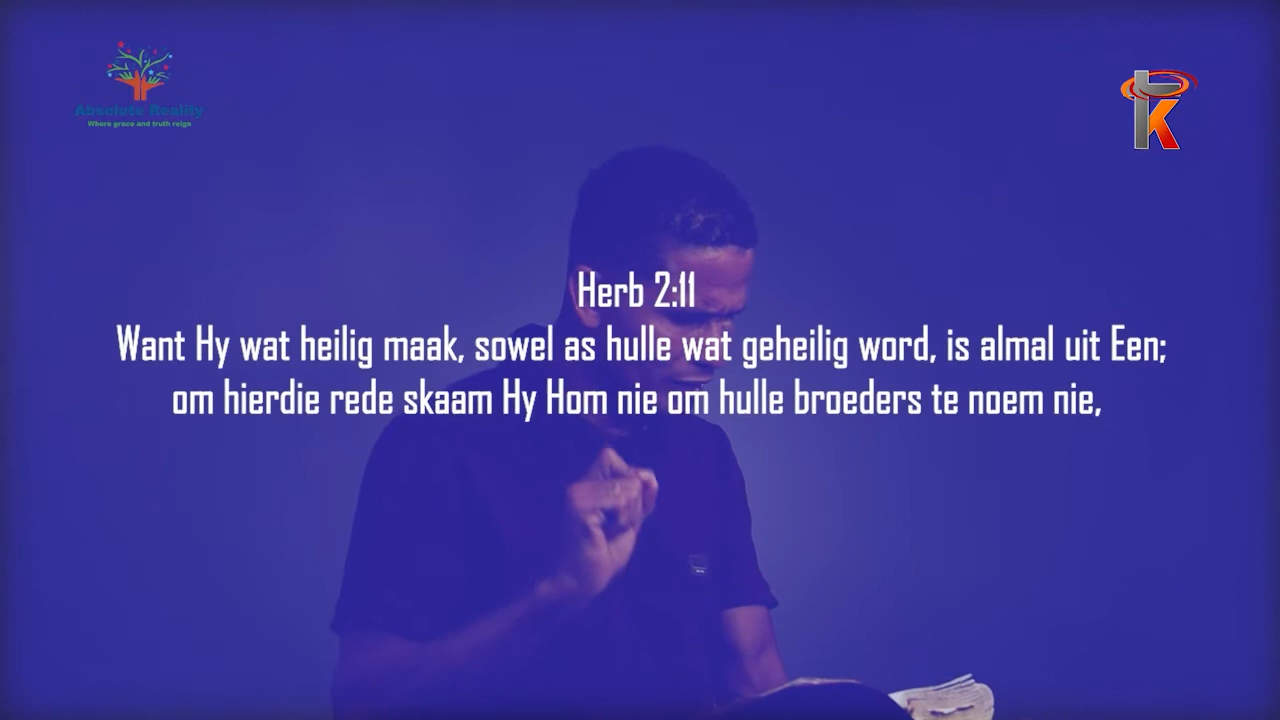 Absolute Reality
Where grace and truth reign
tk
Herb 2:11
Want Hy wat heilig maak, sowel as hulle wat geheilig word, is almal uit Een;
om hierdie rede skaam Hy Hom nie om hulle broeders te noem nie,